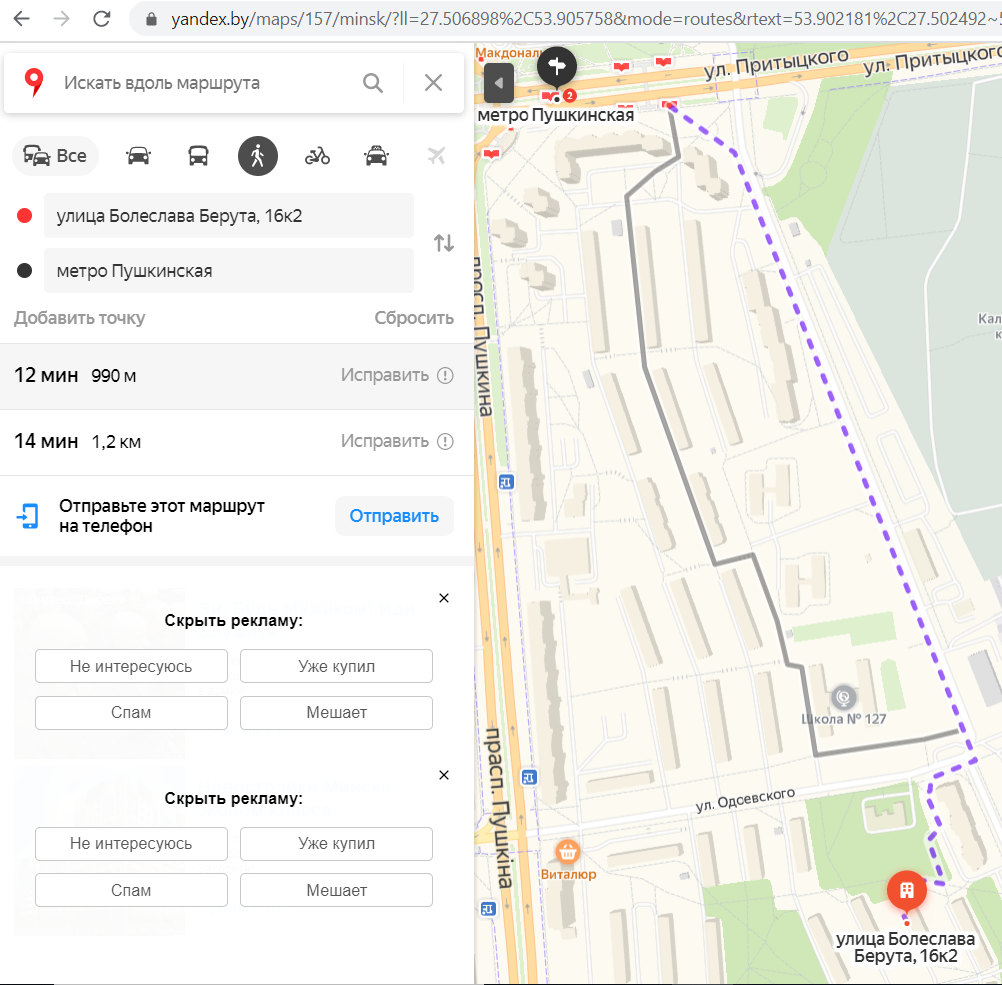 yandex.by/maps/157/minsk/?ll=27.506898%2C53.905758&mode=routes&rtext=53.902181%2C27.502492~5
Искать вдоль маршрута
Все
улица Болеслава Берута, 16к2
метро Пушкинская
Добавить точку
Сбросить
12 мин 990 м
Исправить
14 мин 1,2 км
Исправить
Отправьте этот маршрут
на телефон
Отправить
Скрыть рекламу:
Не интересуюсь
Уже купил
Спам
Мешает
Скрыть рекламу:
Не интересуюсь
Уже купил
Спам
Мешает
Макдонал
2
метро Пушкинская
ул. Притыцкого
ул. Притыцкого
просп. Пушкина
Кал
к
Школа № 127
ул. Одоевского
прасп. Пушкіна
Виталюр
улица Болеслава
Берута, 16к2